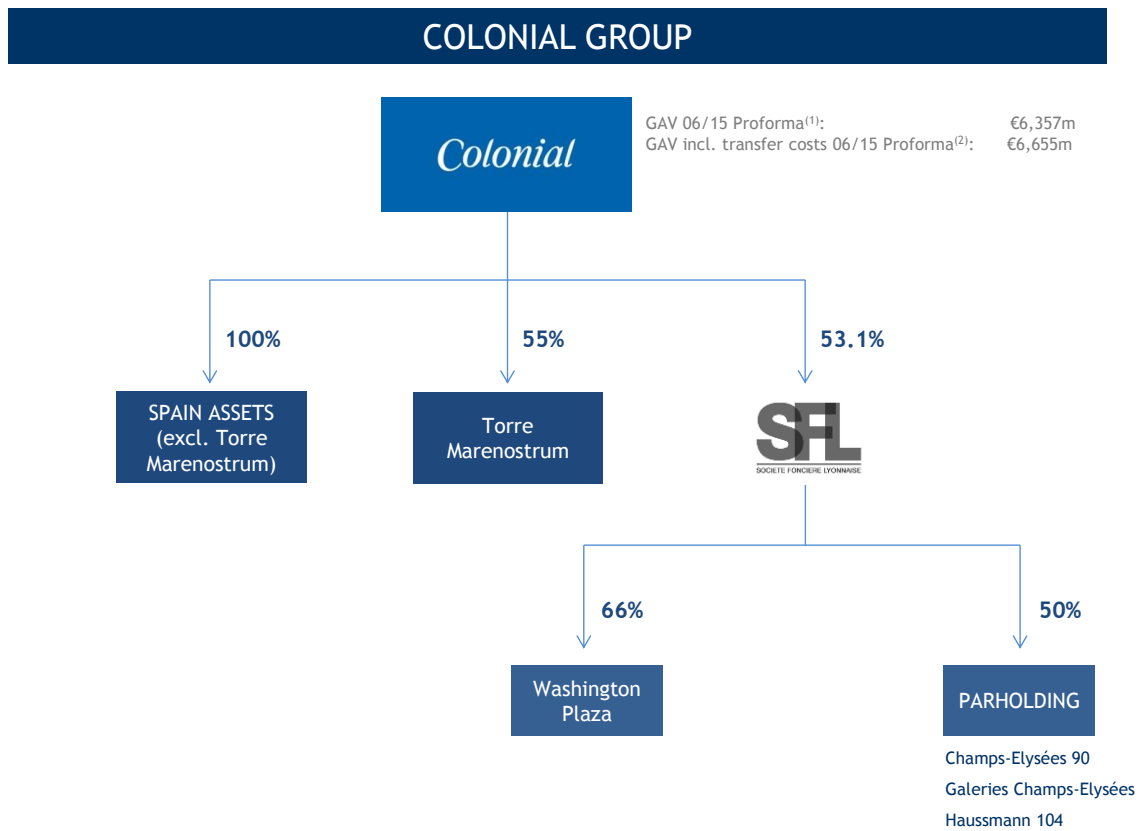 COLONIAL GROUP
Colonial
GAV 06/15 Proforma(1): €6,357m
GAV incl. transfer costs 06/15 Proforma(2): €6,655m
100%
55%
53.1%
SPAIN ASSETS
(excl. Torre
Marenostrum)
Torre
Marenostrum
SFL
SOCIETE FONCIERE LYONNAISE
66%
50%
Washington
Plaza
PARHOLDING
Champs-Elysées 90
Galeries Champs-Elysées
Haussmann 104